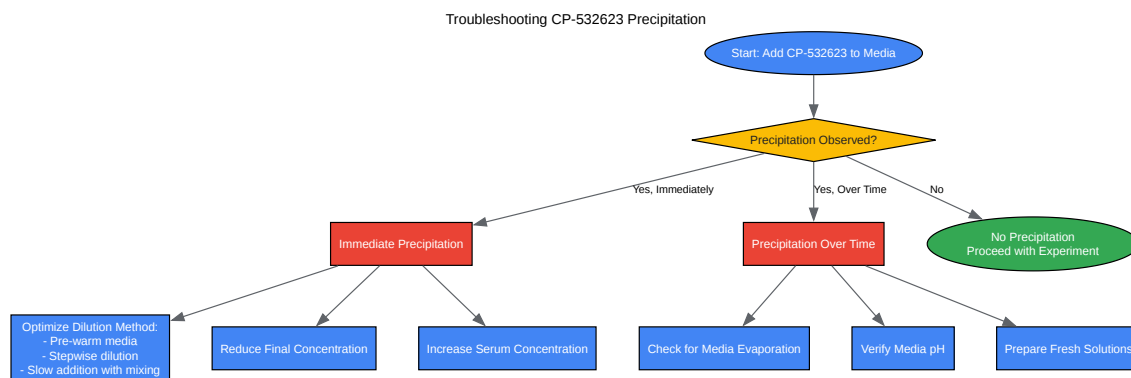 Troubleshooting CP-532623 Precipitation
Start: Add CP-532623 to Media
Precipitation Observed?
Yes, Immediately
Yes, Over Time
No
Immediate Precipitation
Precipitation Over Time
No Precipitation
Proceed with Experiment
Optimize Dilution Method:
- Pre-warm media
- Stepwise dilution
- Slow addition with mixing
Reduce Final Concentration
Increase Serum Concentration
Check for Media Evaporation
Verify Media pH
Prepare Fresh Solutions